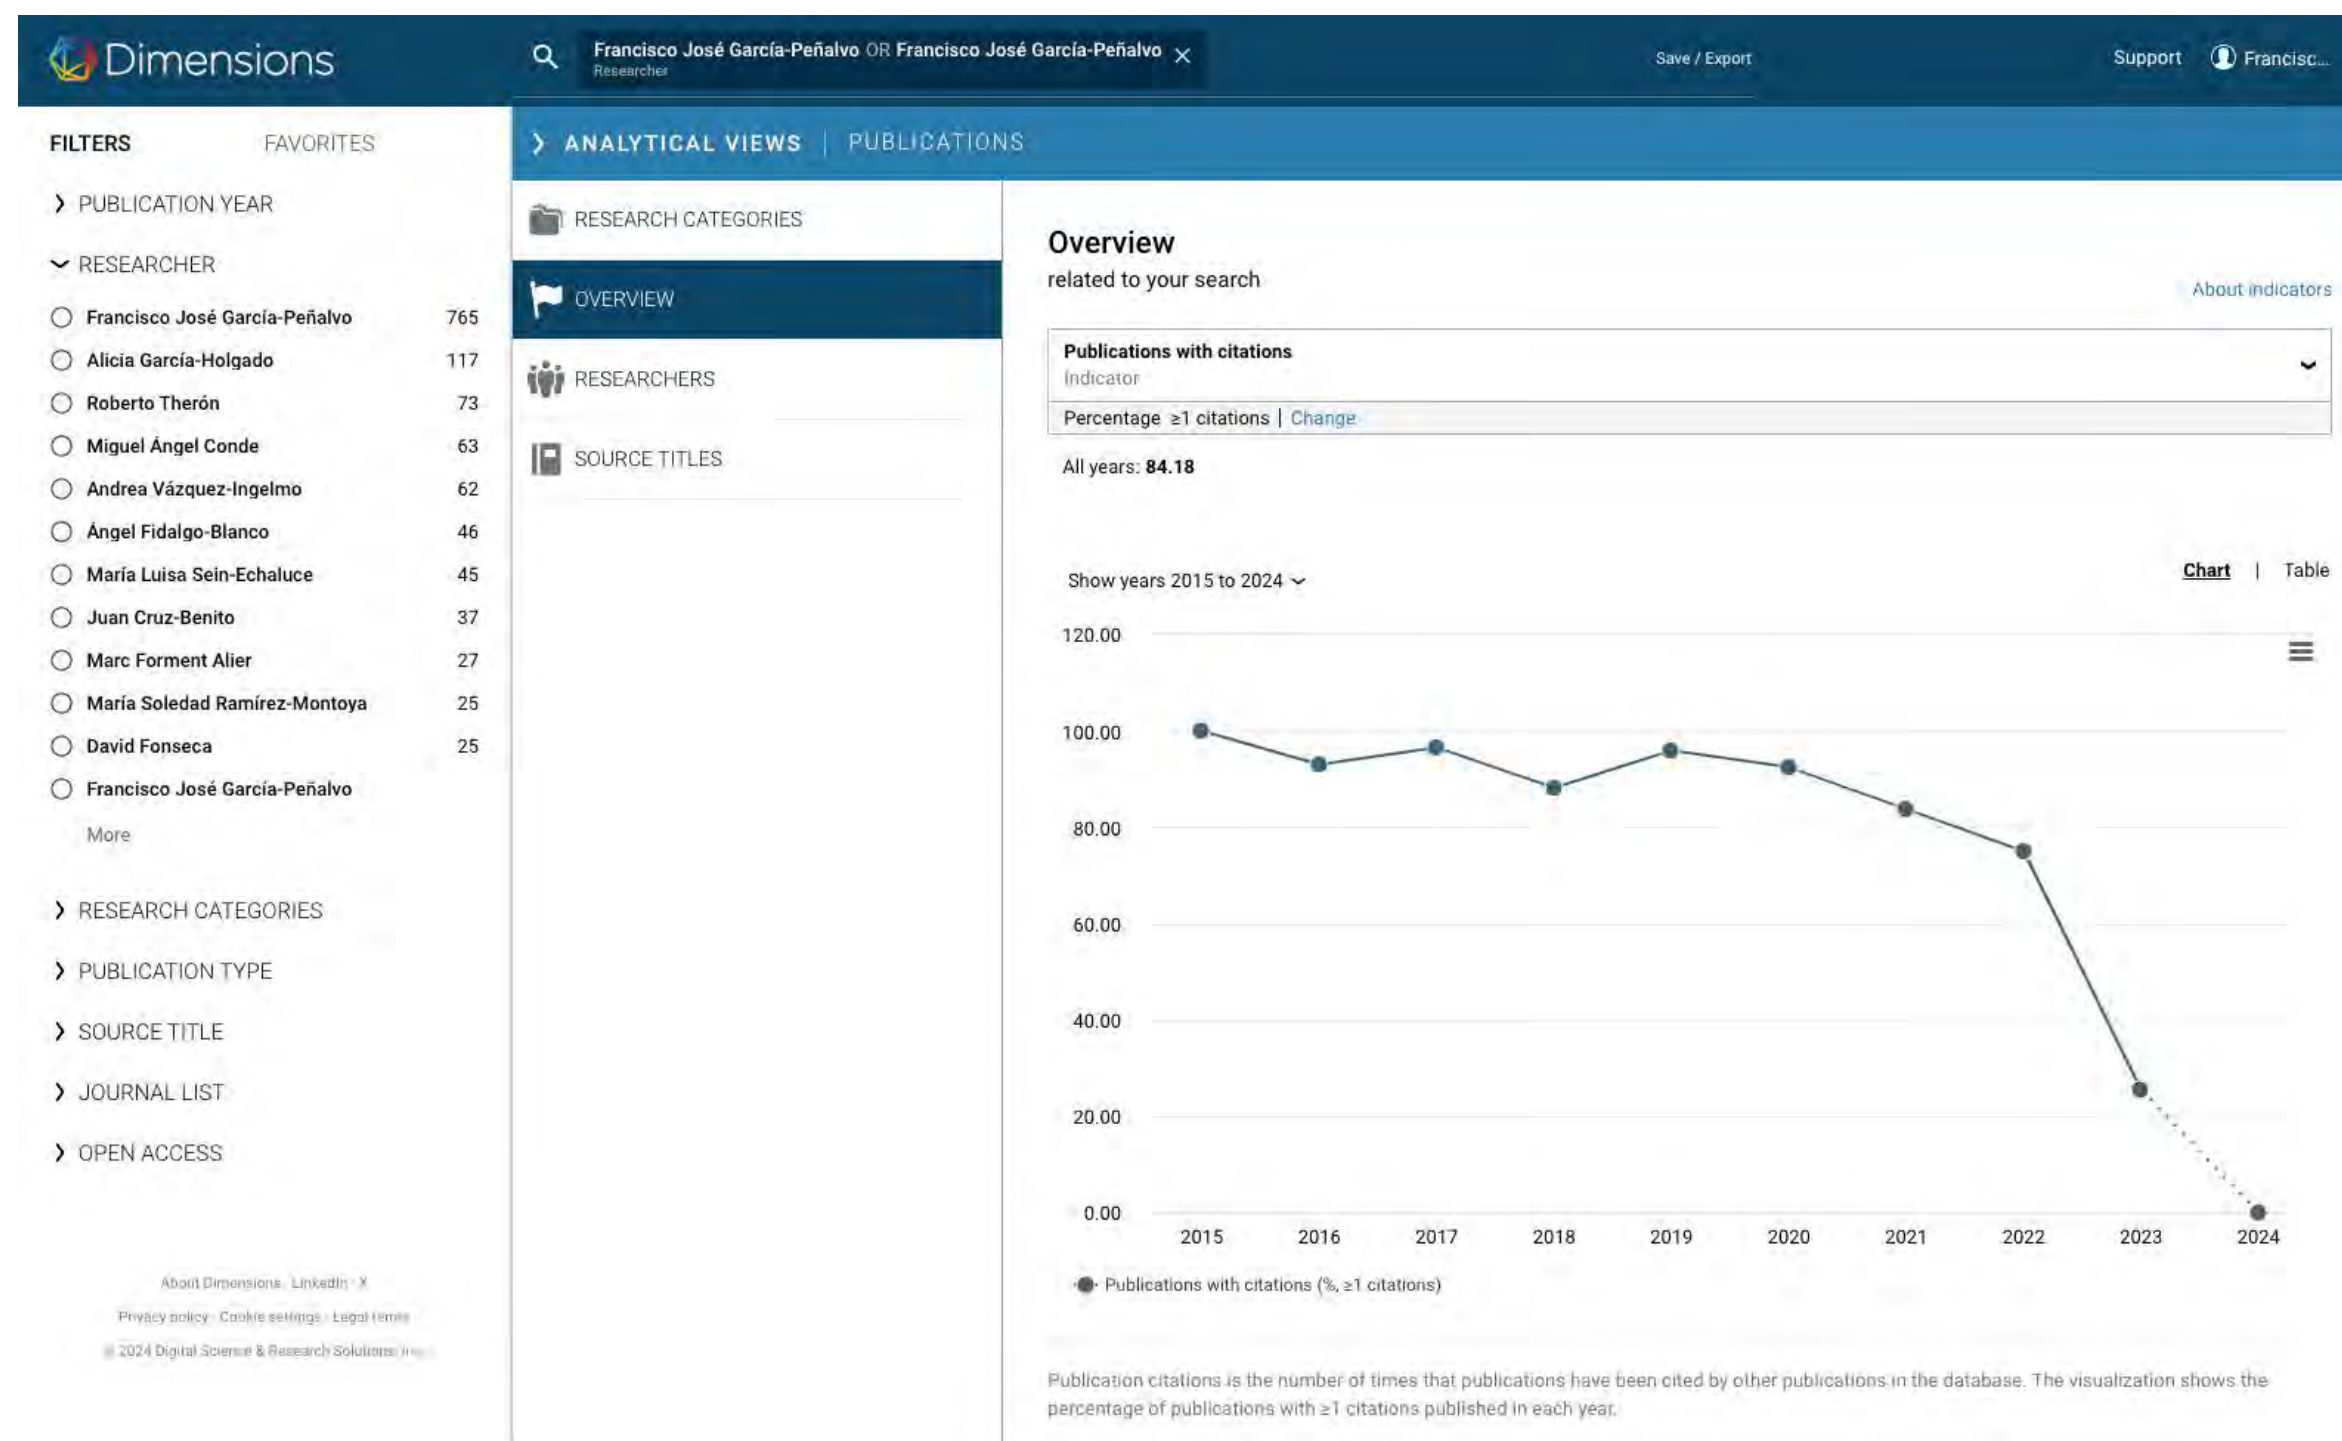 Dimensions
Francisco José García-Peñalvo OR Francisco José García-Peñalvo
Researcher
Save / Export
Support
Francisc...
FILTERS
FAVORITES
PUBLICATION YEAR
RESEARCHER
Francisco José García-Peñalvo 765
Alicia García-Holgado 117
Roberto Therón 73
Miguel Ángel Conde 63
Andrea Vázquez-Ingelmo 62
Ángel Fidalgo-Blanco 46
María Luisa Sein-Echaluce 45
Juan Cruz-Benito 37
Marc Forment Alier 27
María Soledad Ramírez-Montoya 25
David Fonseca 25
Francisco José García-Peñalvo
More
RESEARCH CATEGORIES
PUBLICATION TYPE
SOURCE TITLE
JOURNAL LIST
OPEN ACCESS
About Dimensions · LinkedIn · X
Privacy policy · Cookie settings · Legal terms
© 2024 Digital Science & Research Solutions, Inc.
ANALYTICAL VIEWS | PUBLICATIONS
RESEARCH CATEGORIES
OVERVIEW
RESEARCHERS
SOURCE TITLES
Overview
related to your search
About indicators
Publications with citations
Indicator
Percentage ≥1 citations | Change
All years: 84.18
Show years 2015 to 2024
Chart | Table
120.00
100.00
80.00
60.00
40.00
20.00
0.00
2015 2016 2017 2018 2019 2020 2021 2022 2023 2024
Publications with citations (%, ≥1 citations)
Publication citations is the number of times that publications have been cited by other publications in the database. The visualization shows the
percentage of publications with ≥1 citations published in each year.